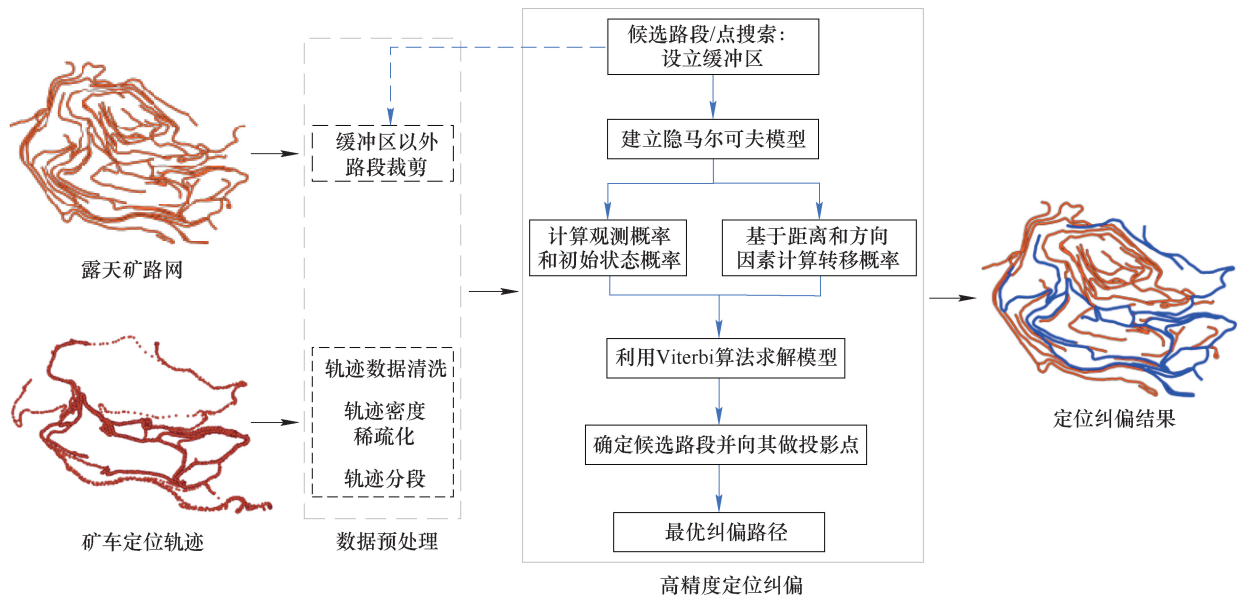 露天矿路网
矿车定位轨迹
缓冲区以外
路段裁剪
轨迹数据清洗
轨迹密度
稀疏化
轨迹分段
数据预处理
候选路段/点搜索：
设立缓冲区
建立隐马尔可夫模型
计算观测概率
和初始状态概率
基于距离和方向
因素计算转移概率
利用Viterbi算法求解模型
确定候选路段并向其做投影点
最优纠偏路径
高精度定位纠偏
定位纠偏结果